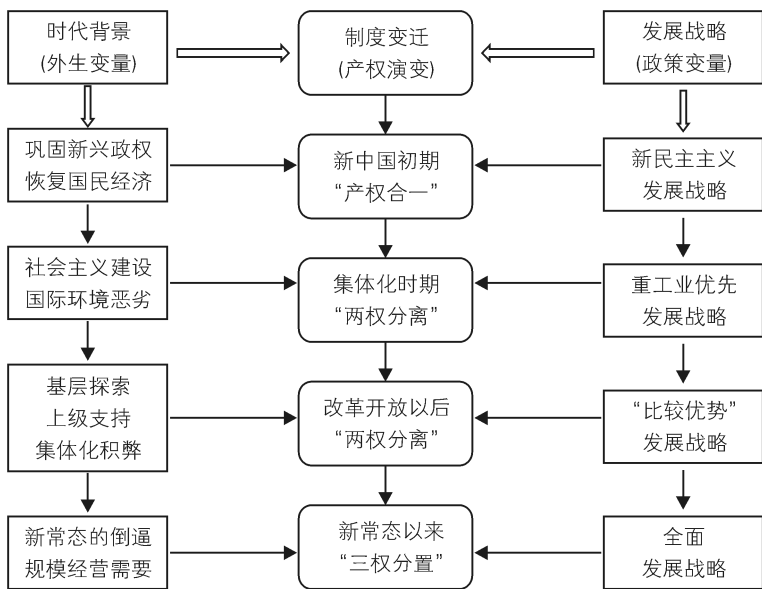 时代背景
(外生变量)
制度变迁
(产权演变)
发展战略
(政策变量)
巩固新兴政权
恢复国民经济
新中国初期
“产权合一”
新民主主义
发展战略
社会主义建设
国际环境恶劣
集体化时期
“两权分离”
重工业优先
发展战略
基层探索
上级支持
集体化积弊
改革开放以后
“两权分离”
“比较优势”
发展战略
新常态的倒逼
规模经营需要
新常态以来
“三权分置”
全面
发展战略